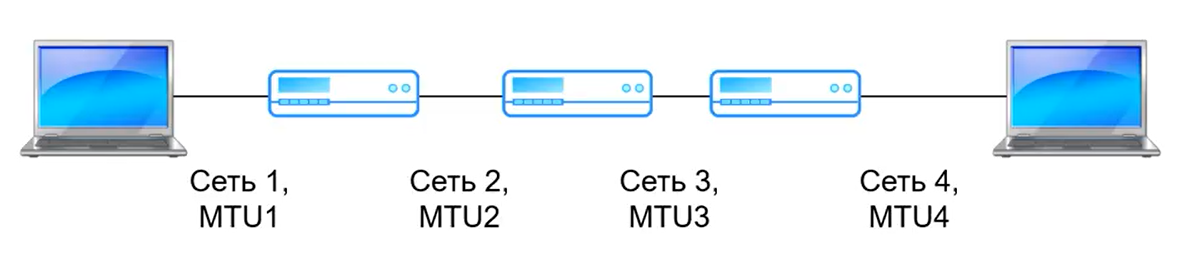 Сеть 1,
MTU1
Сеть 2,
MTU2
Сеть 3,
MTU3
Сеть 4,
MTU4